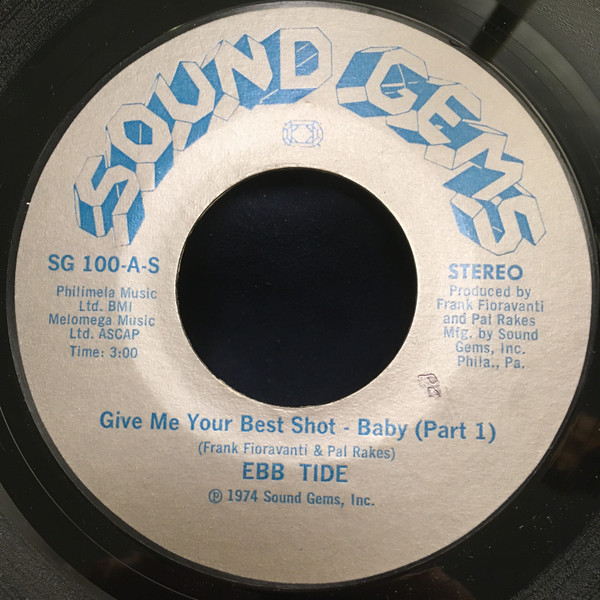 SOUND GEMS
SG 100-A-S
Philimela Music
Ltd. BMI
Melomega Music
Ltd. ASCAP
Time: 3:00
STEREO
Produced by
Frank Fioravanti
and Pat Rakes
Mfg. by Sound
Gems, Inc.
Phila., Pa.
Give Me Your Best Shot - Baby (Part 1)
(Frank Fioravanti & Pal Rakes)
EBB TIDE
℗ 1974 Sound Gems, Inc.